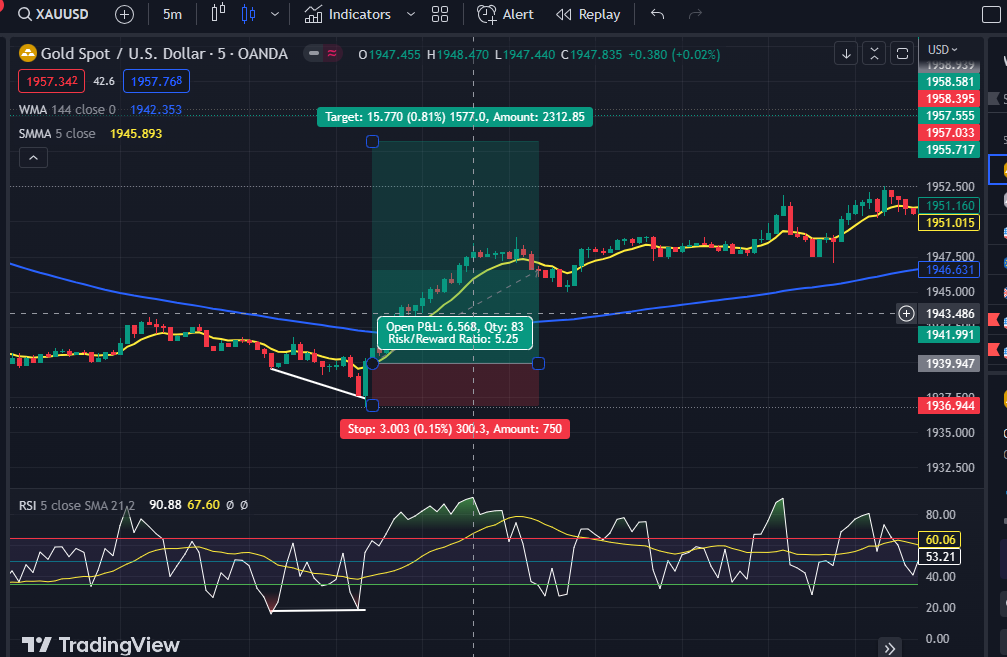 XAUUSD 5m Indicators Alert Replay
Gold Spot / U.S. Dollar · 5 · OANDA O1947.455 H1948.470 L1947.440 C1947.835 +0.380 (+0.02%) USD
1957.342 42.6 1957.768
WMA 144 close 0 1942.353
SMMA 5 close 1945.893
Target: 15.770 (0.81%) 1577.0, Amount: 2312.85
Open P&L: 6.568, Qty: 83
Risk/Reward Ratio: 5.25
Stop: 3.003 (0.15%) 300.3, Amount: 750
1958.939
1958.581
1958.395
1957.555
1957.033
1955.717
1952.500
1951.160
1951.015
1947.500
1946.631
1945.000
1943.486
1941.991
1939.947
1937.500
1936.944
1935.000
1932.500
RSI 5 close SMA 21 2 90.88 67.60 Ø Ø
80.00
60.06
53.21
40.00
20.00
0.00
TradingView